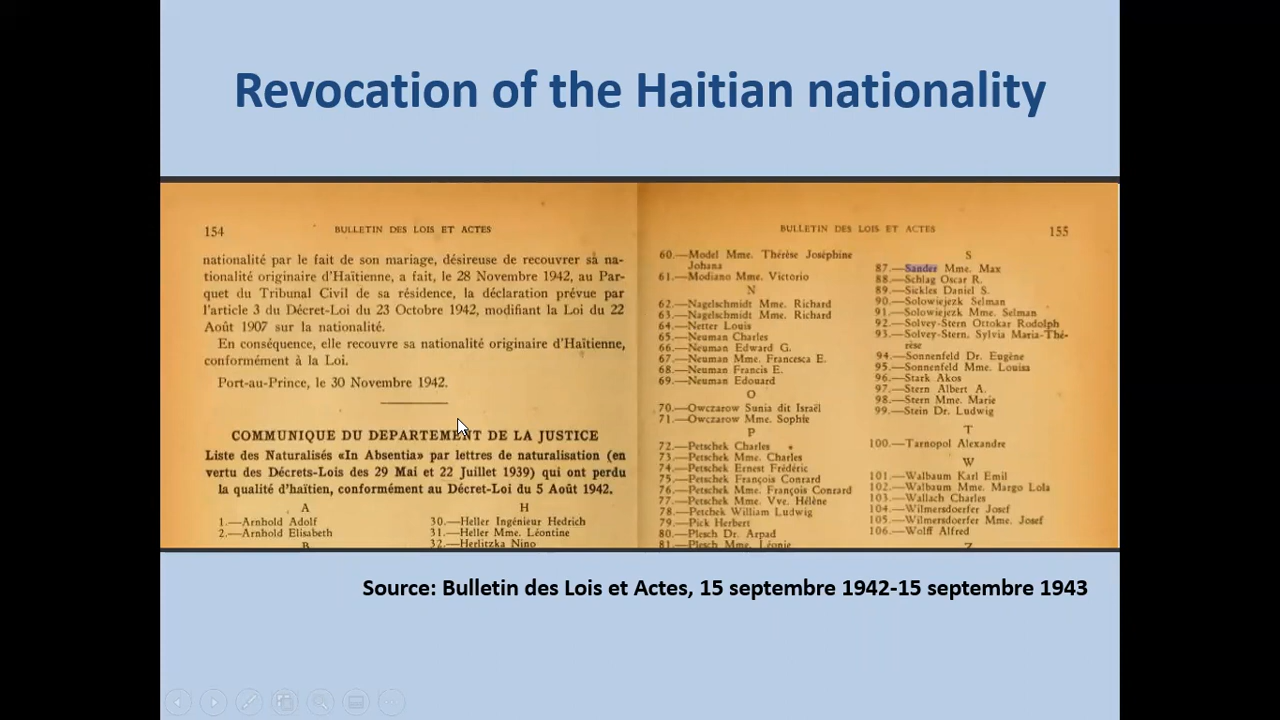 Revocation of the Haitian nationality
154
BULLETIN DES LOIS ET ACTES
nationalité par le fait de son mariage, désireuse de recouvrer sa na-
tionalité originaire d'Haïtienne, a fait, le 28 Novembre 1942, au Par-
quet du Tribunal Civil de sa résidence, la déclaration prévue par
l'article 3 du Décret-Loi du 23 Octobre 1942, modifiant la Loi du 22
Août 1907 sur la nationalité.
En conséquence, elle recouvre sa nationalité originaire d'Haïtienne,
conformément à la Loi.
Port-au-Prince, le 30 Novembre 1942.
COMMUNIQUE DU DEPARTEMENT DE LA JUSTICE
Liste des Naturalisés «In Absentia» par lettres de naturalisation (en
vertu des Décrets-Lois des 29 Mai et 22 Juillet 1939) qui ont perdu
la qualité d'haïtien, conformément au Décret-Loi du 5 Août 1942.
A
1.—Arnhold Adolf
2.—Arnhold Elisabeth
B
H
30.—Heller Ingénieur Hedrich
31.—Heller Mme. Léontine
32.—Herlitzka Nino
BULLETIN DES LOIS ET ACTES
155
60.—Model Mme. Thérèse Joséphine
Johana
61.—Modiano Mme. Victorio
N
62.—Nagelschmidt Mme. Richard
63.—Nagelschmidt Mme. Richard
64.—Netter Louis
65.—Neuman Charles
66.—Neuman Edward G.
67.—Neuman Mme. Francesca E.
68.—Neuman Francis E.
69.—Neuman Edouard
O
70.—Owczarow Sunia dit Israël
71.—Owczarow Mme. Sophie
P
72.—Petschek Charles
73.—Petschek Mme. Charles
74.—Petschek Ernest Frédéric
75.—Petschek François Conrard
76.—Petschek Mme. François Conrard
77.—Petschek Mme. Vve. Hélène
78.—Petchek William Ludwig
79.—Pick Herbert
80.—Plesch Dr. Arpad
81.—Plesch Mme. Léonie
S
87.—Sander Mme. Max
88.—Schlag Oscar R.
89.—Sickles Daniel S.
90.—Solowiejezk Selman
91.—Solowiejezk Mme. Selman
92.—Solvey-Stern Ottokar Rodolph
93.—Solvey-Stern, Sylvia Maria-Thé-
rèse
94.—Sonnenfeld Dr. Eugène
95.—Sonnenfeld Mme. Louisa
96.—Stark Akos
97.—Stern Albert A.
98.—Stern Mme. Marie
99.—Stein Dr. Ludwig
T
100.—Tarnopol Alexandre
W
101.—Walbaum Karl Emil
102.—Walbaum Mme. Margo Lola
103.—Wallach Charles
104.—Wilmersdoerfer Josef
105.—Wilmersdoerfer Mme. Josef
106.—Wolff Alfred
Z
Source: Bulletin des Lois et Actes, 15 septembre 1942-15 septembre 1943